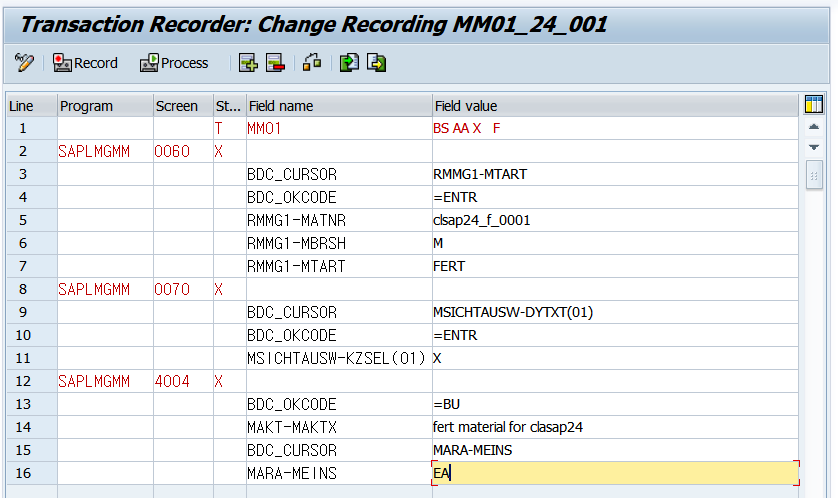 Transaction Recorder: Change Recording MM01_24_001
Record Process
Line Program Screen St... Field name Field value
1 T MM01 BS AA X F
2 SAPLMGMM 0060 X
3 BDC_CURSOR RMMG1-MTART
4 BDC_OKCODE =ENTR
5 RMMG1-MATNR clsap24_f_0001
6 RMMG1-MBRSH M
7 RMMG1-MTART FERT
8 SAPLMGMM 0070 X
9 BDC_CURSOR MSICHTAUSW-DYTXT(01)
10 BDC_OKCODE =ENTR
11 MSICHTAUSW-KZSEL(01) X
12 SAPLMGMM 4004 X
13 BDC_OKCODE =BU
14 MAKT-MAKTX fert material for clasap24
15 BDC_CURSOR MARA-MEINS
16 MARA-MEINS EA